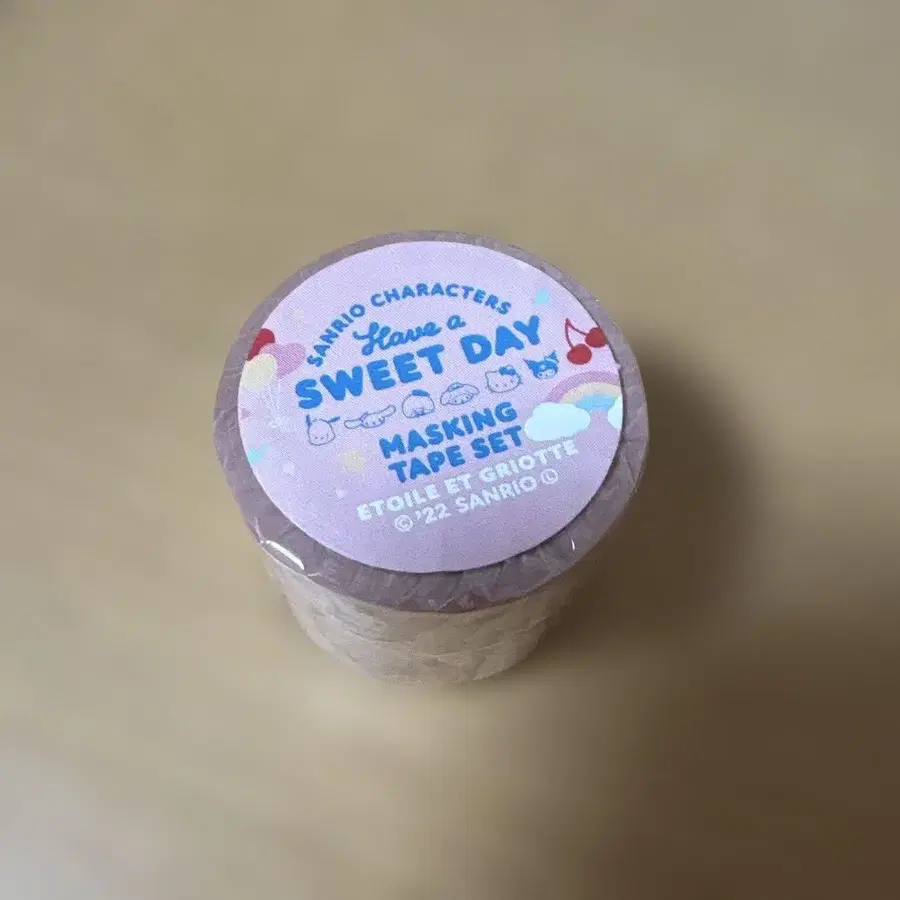 SANRIO CHARACTERS
Have a
SWEET DAY
MASKING
TAPE SET
ETOILE ET GRIOTTE
© '22 SANRIO Ⓛ